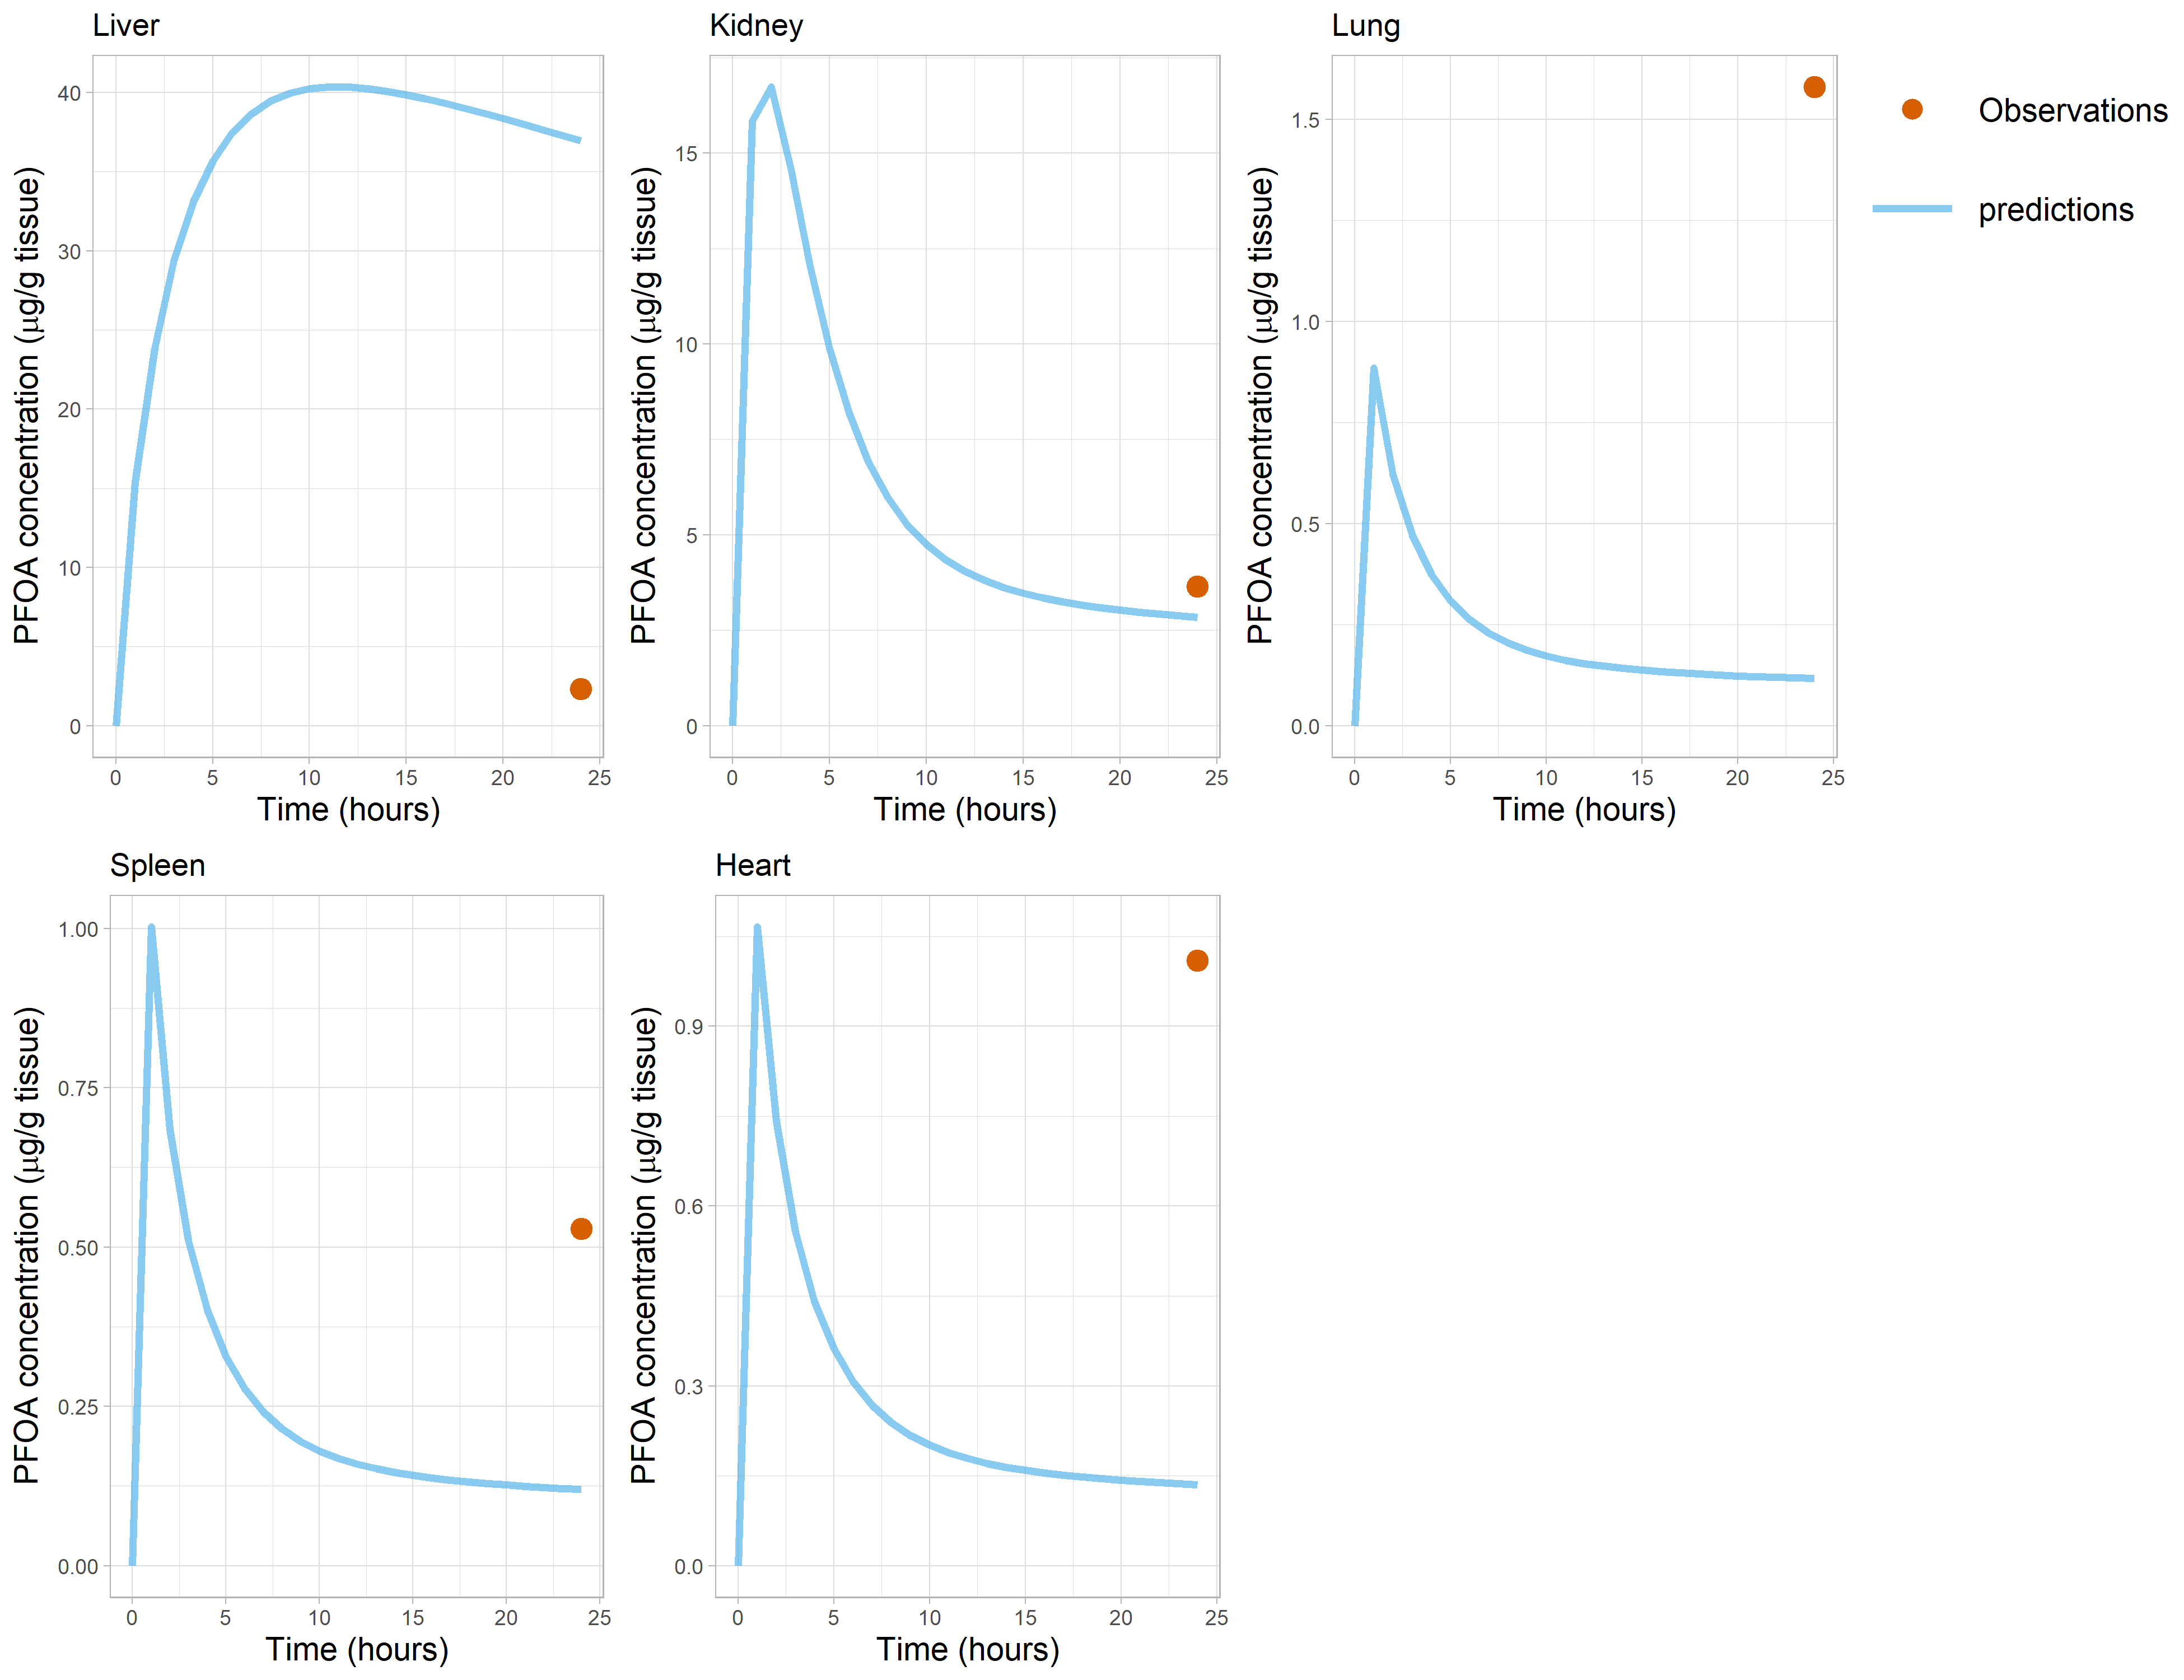 Liver
PFOA concentration (μg/g tissue)
40
30
20
10
0
0 5 10 15 20 25
Time (hours)
Kidney
PFOA concentration (μg/g tissue)
15
10
5
0
0 5 10 15 20 25
Time (hours)
Lung
PFOA concentration (μg/g tissue)
1.5
1.0
0.5
0.0
0 5 10 15 20 25
Time (hours)
Observations
predictions
Spleen
PFOA concentration (μg/g tissue)
1.00
0.75
0.50
0.25
0.00
0 5 10 15 20 25
Time (hours)
Heart
PFOA concentration (μg/g tissue)
0.9
0.6
0.3
0.0
0 5 10 15 20 25
Time (hours)